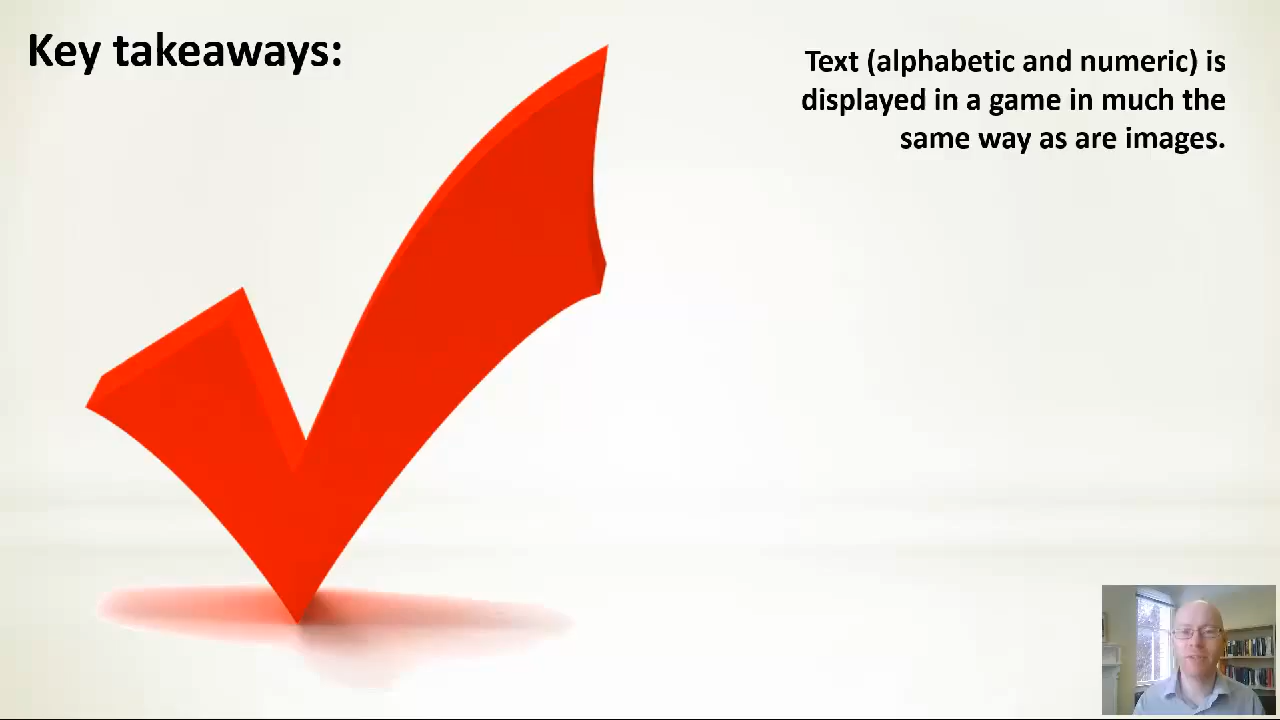 Key takeaways:
Text (alphabetic and numeric) is
displayed in a game in much the
same way as are images.